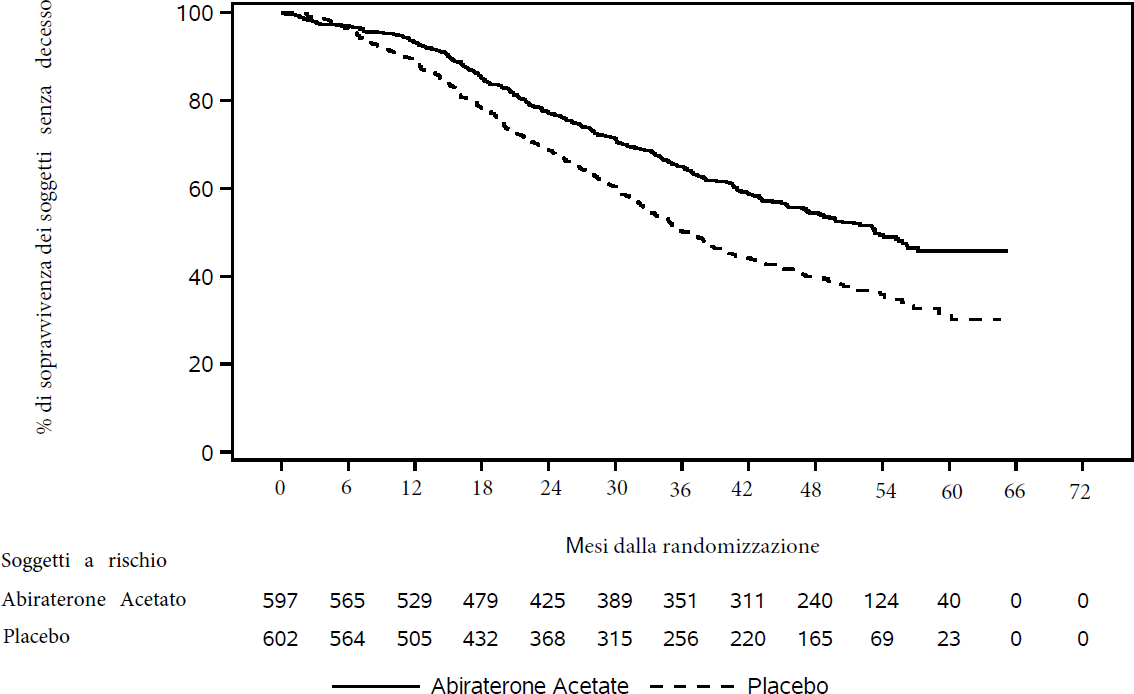 % di sopravvivenza dei soggetti senza decesso
100
80
60
40
20
0
0 6 12 18 24 30 36 42 48 54 60 66 72
Mesi dalla randomizzazione
Soggetti a rischio
Abiraterone Acetato 597 565 529 479 425 389 351 311 240 124 40 0 0
Placebo 602 564 505 432 368 315 256 220 165 69 23 0 0
Abiraterone Acetate Placebo